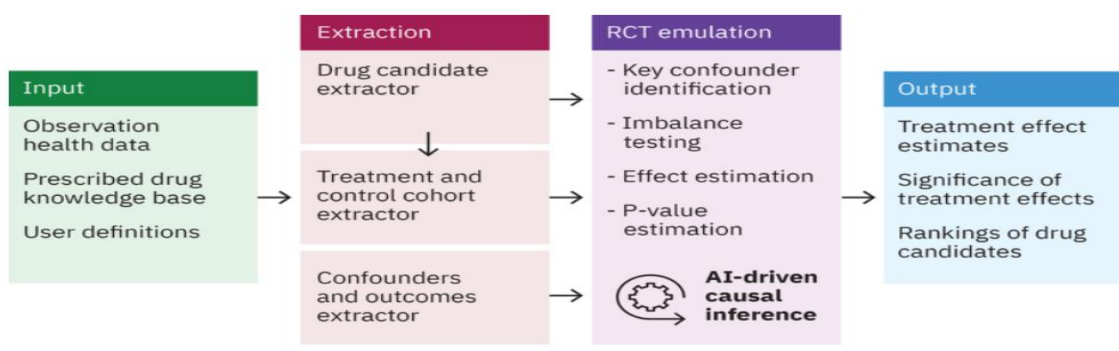 Input
Observation
health data
Prescribed drug
knowledge base
User definitions
Extraction
Drug candidate
extractor
Treatment and
control cohort
extractor
Confounders
and outcomes
extractor
RCT emulation
- Key confounder
identification
- Imbalance
testing
- Effect estimation
- P-value
estimation
AI-driven
causal
inference
Output
Treatment effect
estimates
Significance of
treatment effects
Rankings of drug
candidates